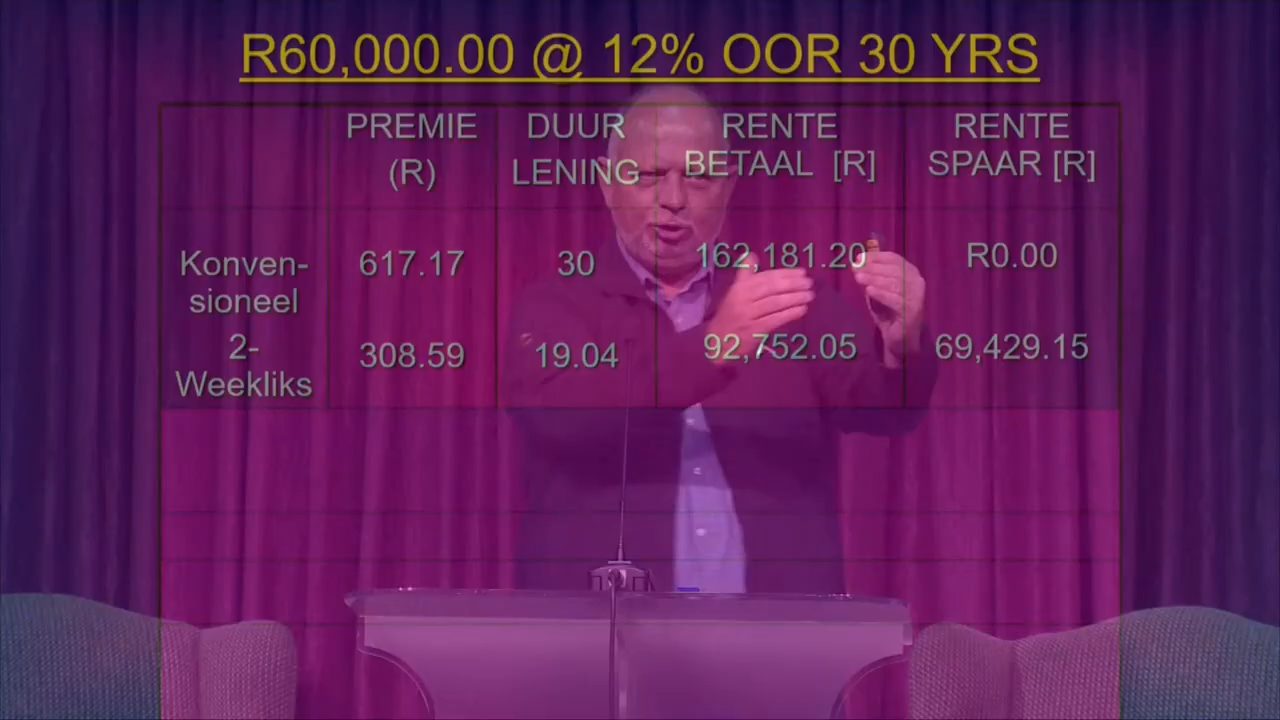 R60,000.00 @ 12% OOR 30 YRS
PREMIE (R)
DUUR LENING
RENTE BETAAL [R]
RENTE SPAAR [R]
Konven-
sioneel
617.17
30
162,181.20
R0.00
2-
Weekliks
308.59
19.04
92,752.05
69,429.15